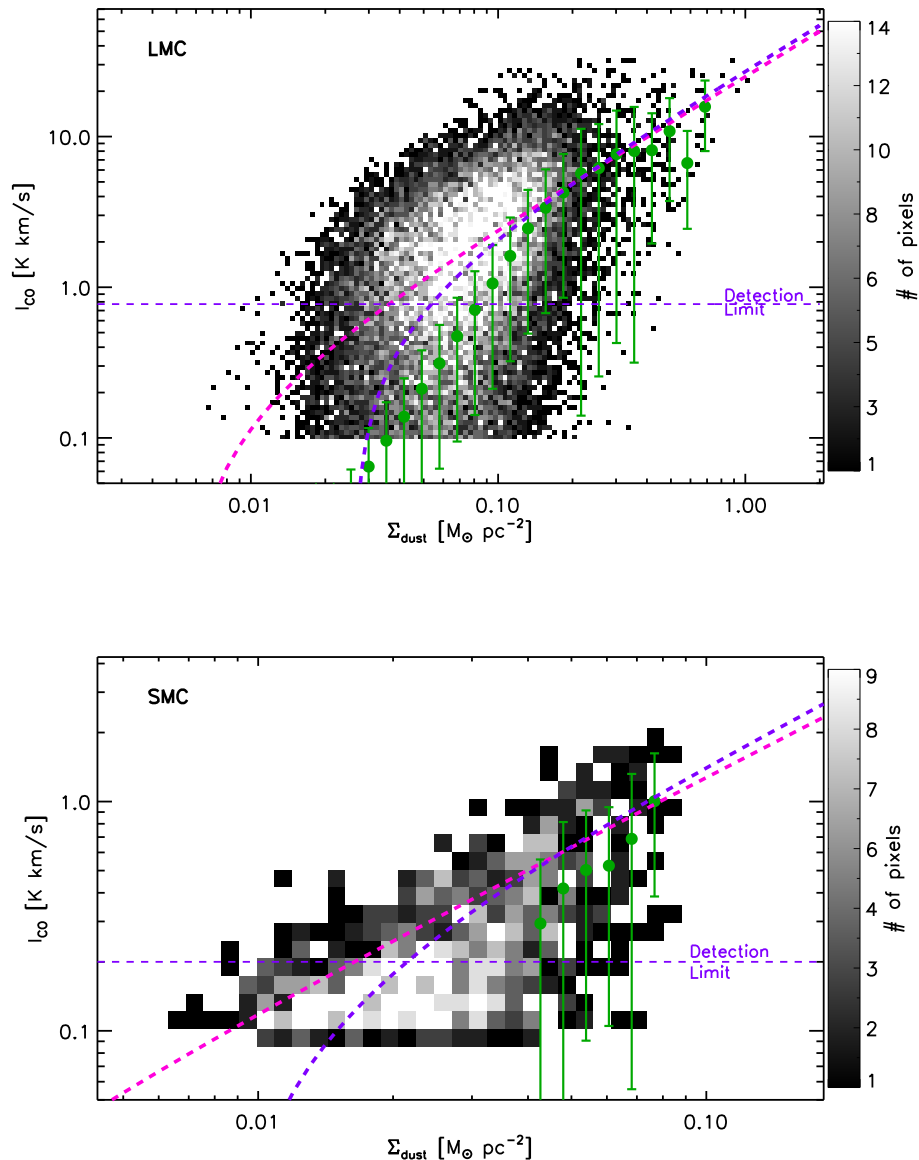 LMC
10.0
1.0
0.1
I_CO [K km/s]
Detection
Limit
0.01
0.10
1.00
Σ_dust [M_⊙ pc^-2]
14
12
10
8
6
5
3
1
# of pixels
SMC
1.0
0.1
I_CO [K km/s]
Detection
Limit
0.01
0.10
Σ_dust [M_⊙ pc^-2]
9
8
7
6
5
4
3
2
1
# of pixels